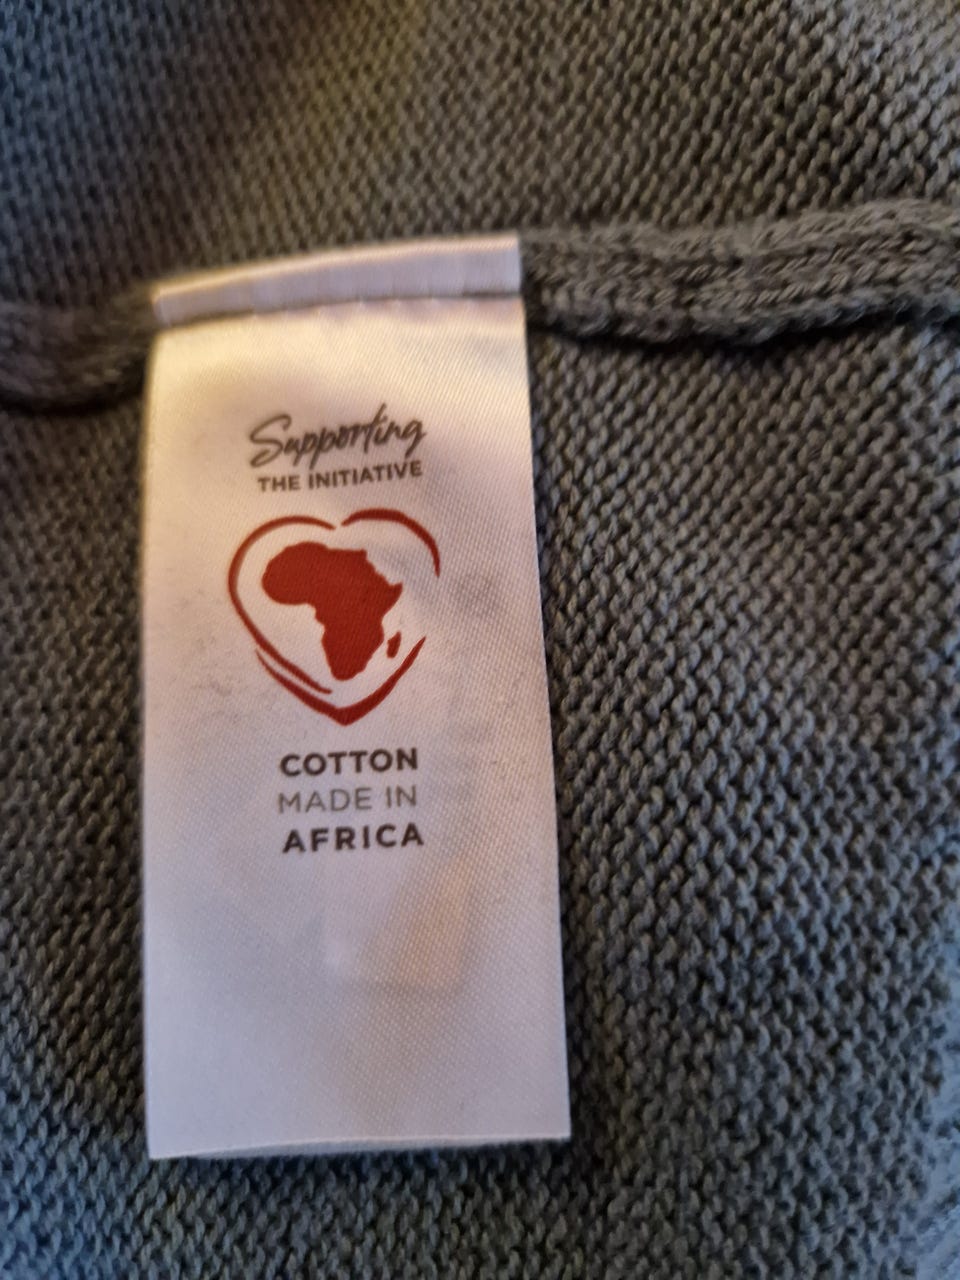 Supporting
THE INITIATIVE
COTTON
MADE IN
AFRICA